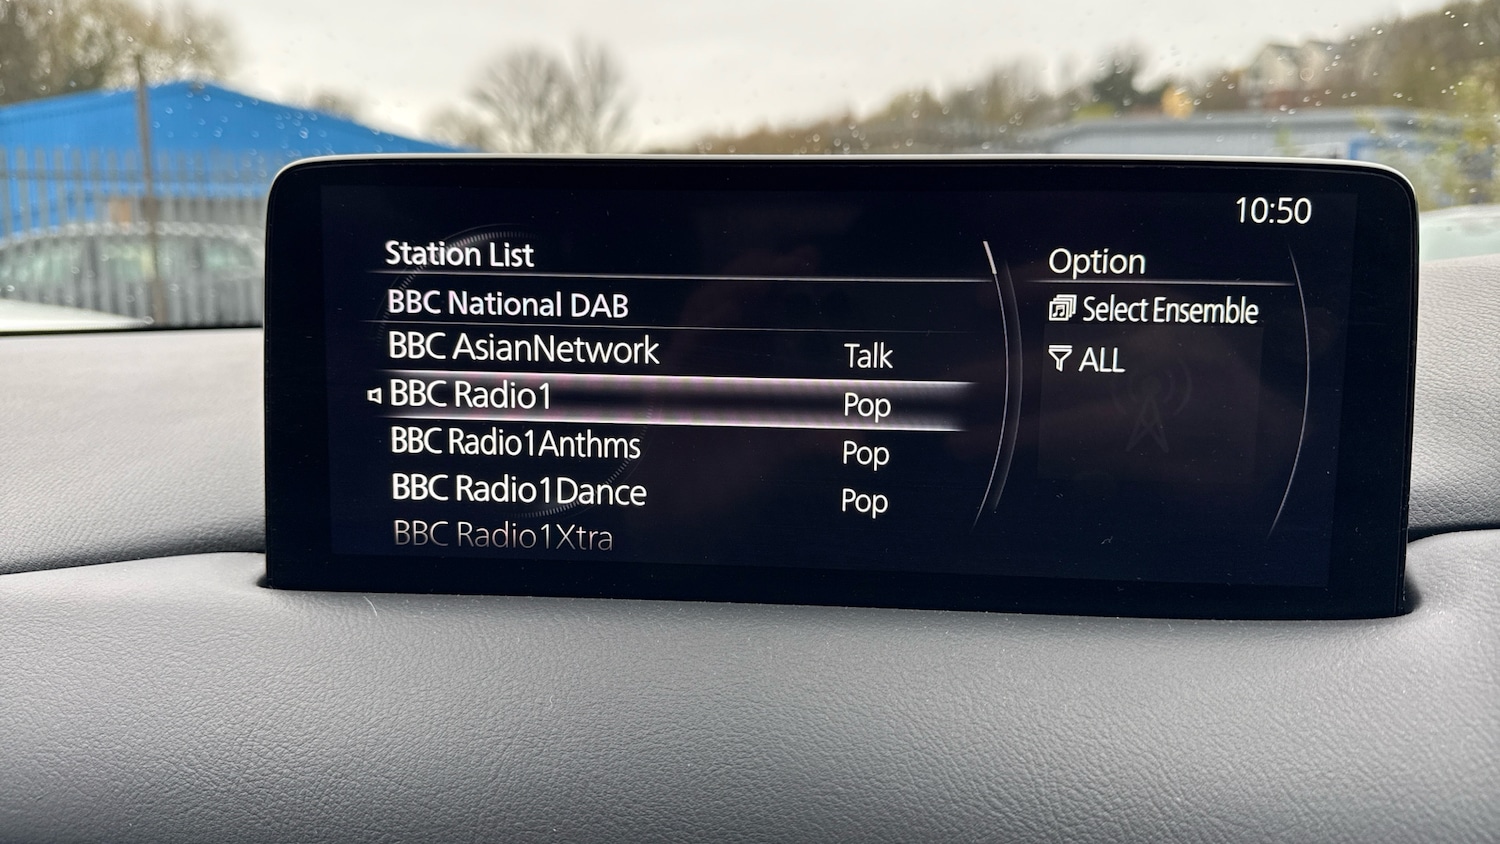 10:50
Station List
BBC National DAB
BBC AsianNetwork Talk
BBC Radio1 Pop
BBC Radio1Anthms Pop
BBC Radio1Dance Pop
BBC Radio1Xtra
Option
Select Ensemble
ALL